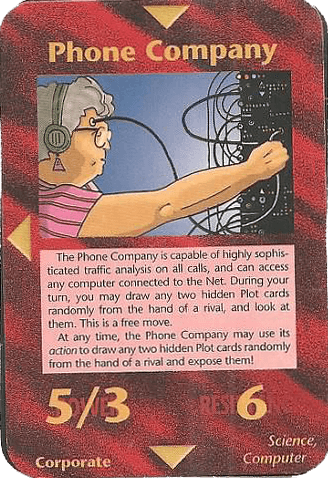 Phone Company
The Phone Company is capable of highly sophis-
ticated traffic analysis on all calls, and can access
any computer connected to the Net. During your
turn, you may draw any two hidden Plot cards
randomly from the hand of a rival, and look at
them. This is a free move.
At any time, the Phone Company may use its
action to draw any two hidden Plot cards randomly
from the hand of a rival and expose them!
POWER RESISTANCE
5/3 6
Science,
Corporate Computer